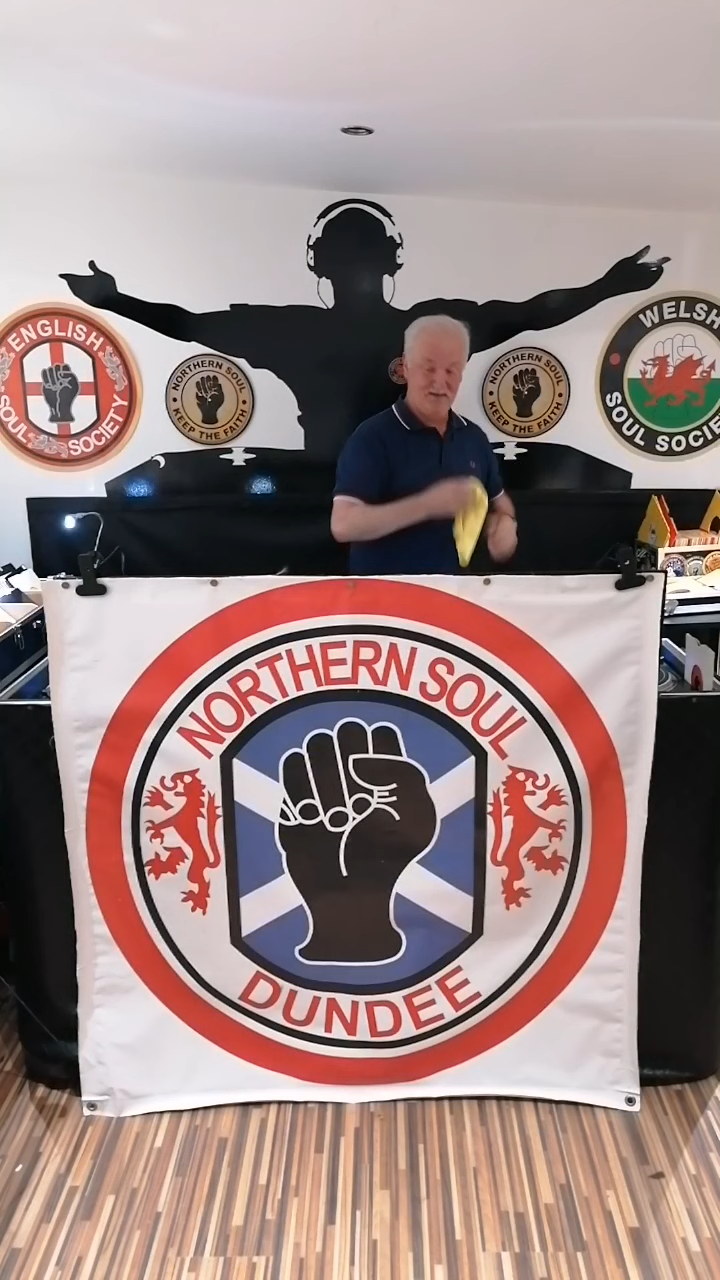 ENGLISH
SOUL SOCIETY
NORTHERN SOUL
KEEP THE FAITH
NORTHERN SOUL
KEEP THE FAITH
WELSH
SOUL SOCIE
NORTHERN SOUL
DUNDEE